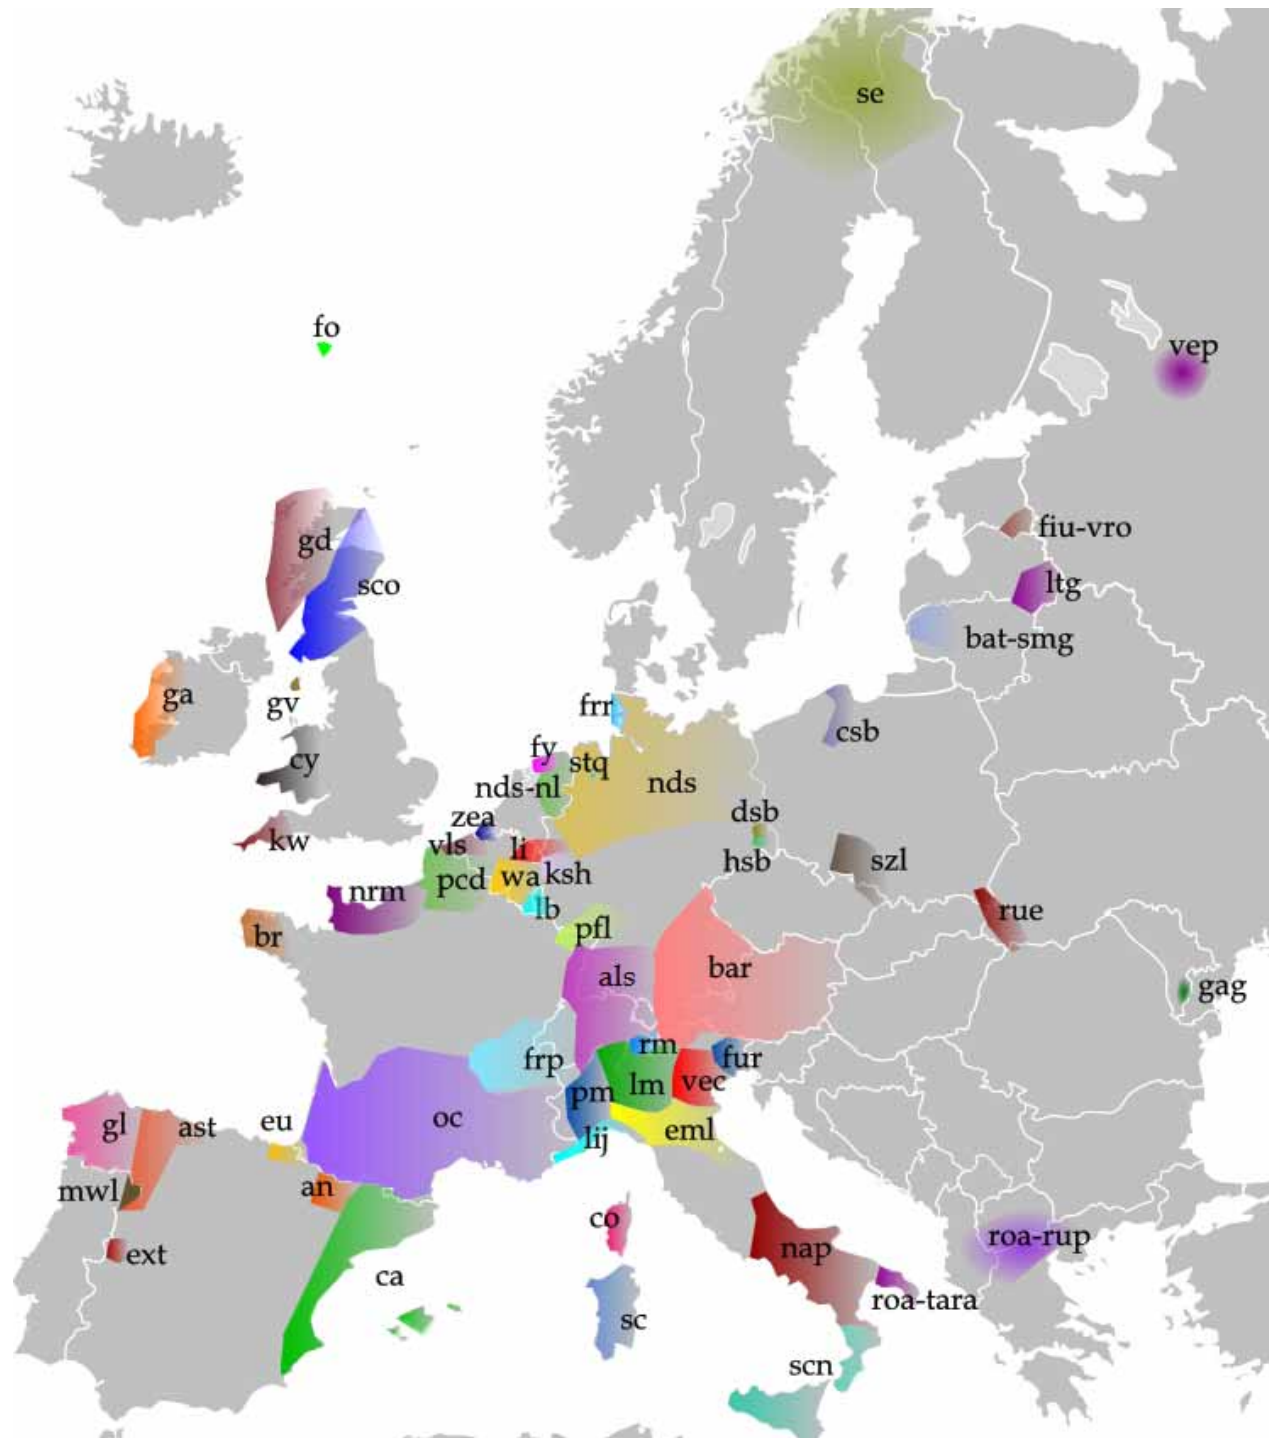 se
fo
vep
gd
fiu-vro
sco
ltg
bat-smg
ga
gv
frr
csb
cy
fy
stq
nds-nl
nds
zea
dsb
kw
vls
li
hsb
szl
nrm
pcd
wa
ksh
lb
rue
br
pfl
als
bar
gag
frp
rm
fur
pm
lm
vec
gl
ast
eu
oc
lij
eml
mwl
an
co
nap
roa-rup
ext
ca
sc
roa-tara
scn